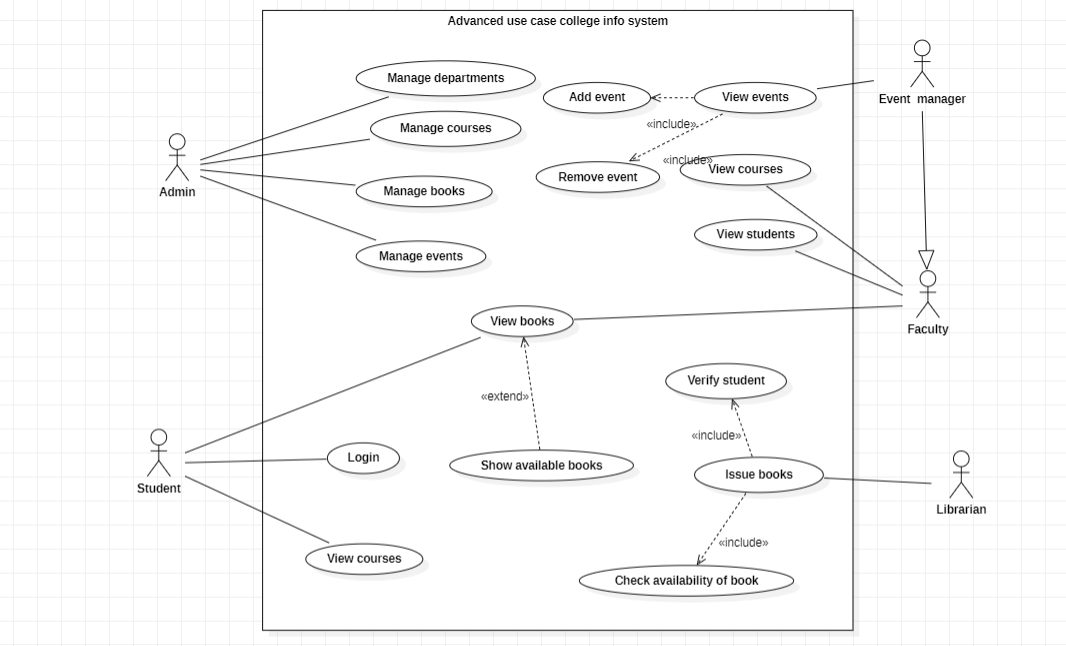 Advanced use case college info system
Manage departments
Add event
View events
Event manager
«include»
Manage courses
«include»
View courses
Remove event
Admin
Manage books
View students
Manage events
View books
Faculty
Verify student
«extend»
«include»
Login
Show available books
Issue books
Student
Librarian
«include»
View courses
Check availability of book